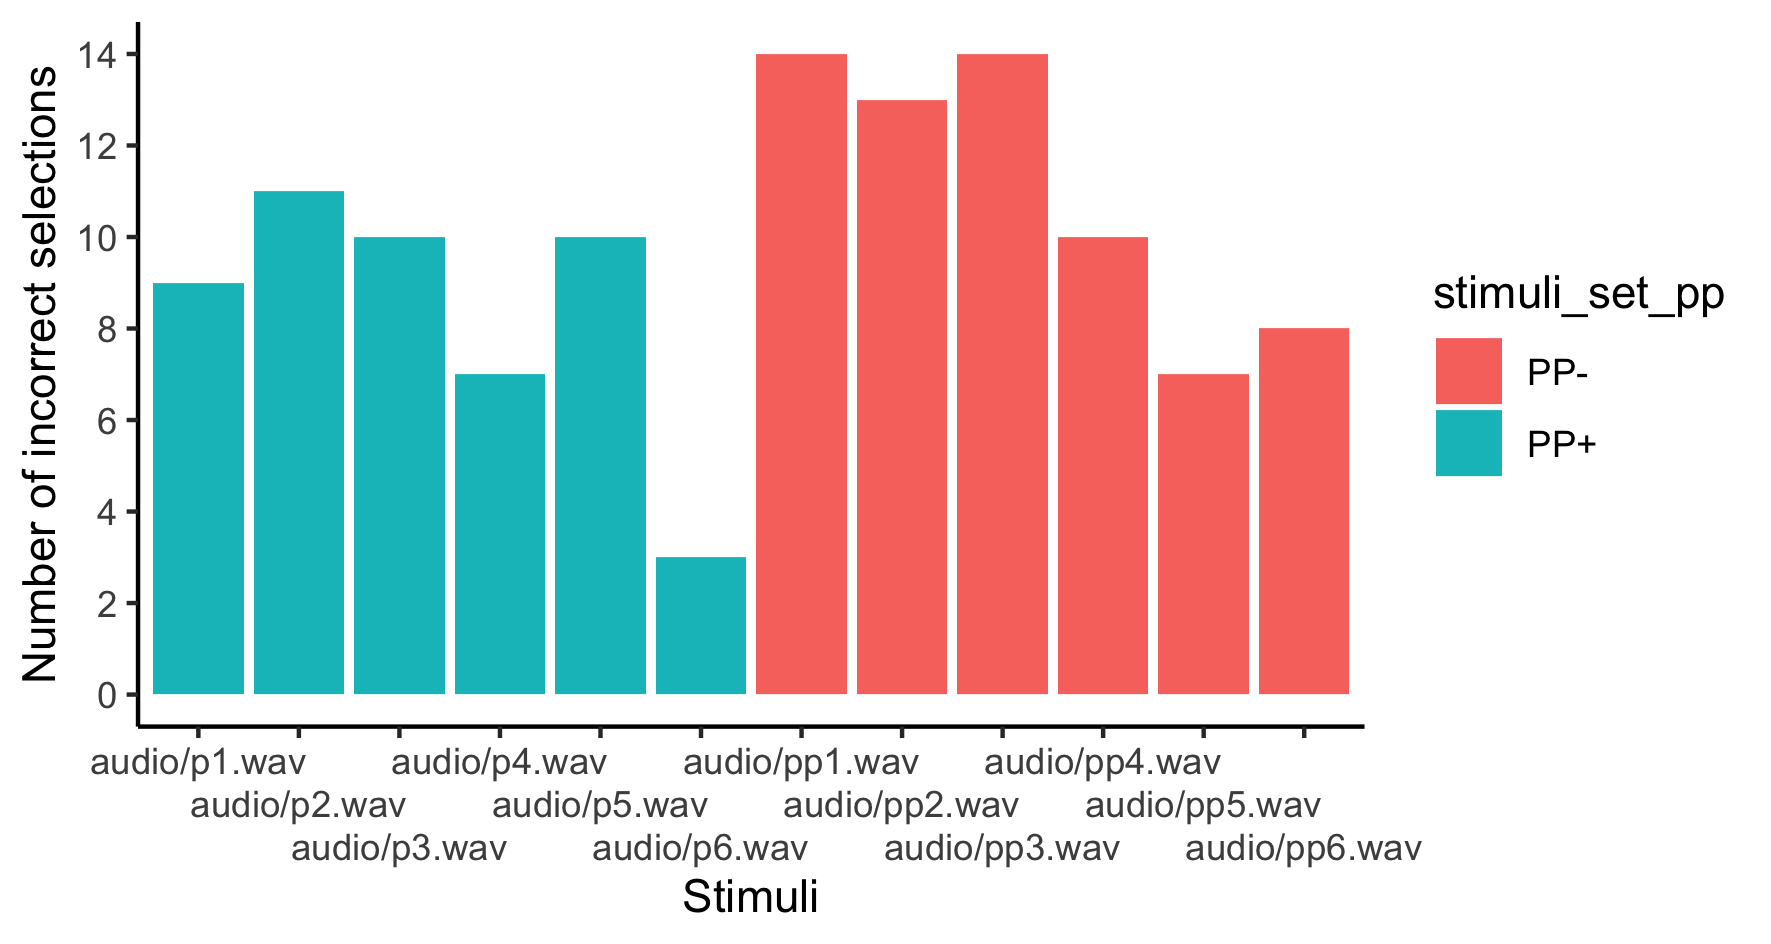 Number of incorrect selections
14
12
10
8
6
4
2
0
audio/p1.wav audio/p4.wav audio/pp1.wav audio/pp4.wav
audio/p2.wav audio/p5.wav audio/pp2.wav audio/pp5.wav
audio/p3.wav audio/p6.wav audio/pp3.wav audio/pp6.wav
Stimuli
stimuli_set_pp
PP-
PP+